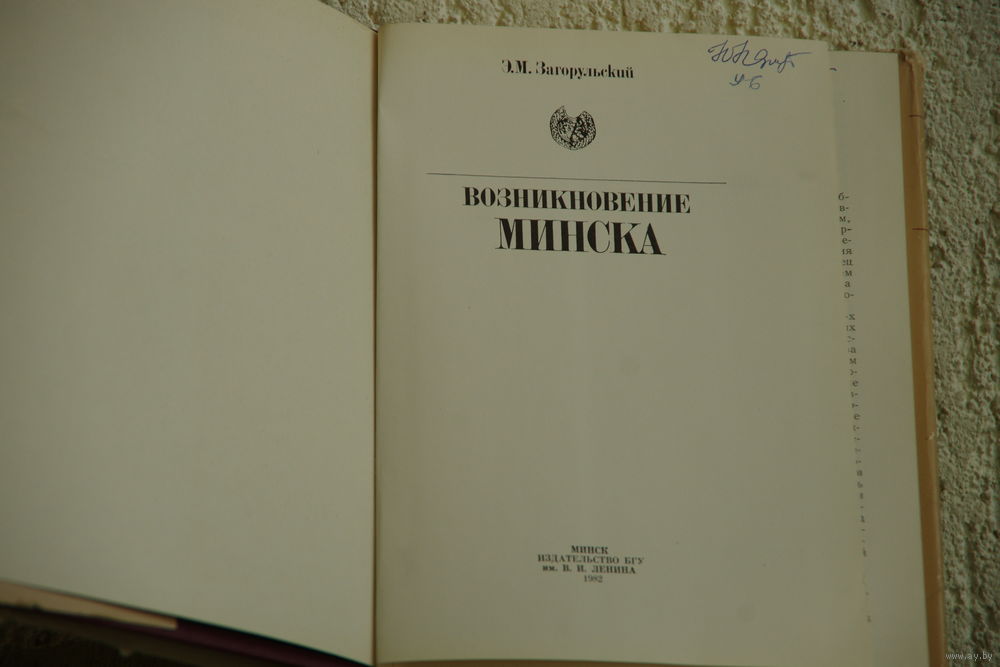 Э.М. Загорульский
ВОЗНИКНОВЕНИЕ
МИНСКА
МИНСК
ИЗДАТЕЛЬСТВО БГУ
им. В. И. ЛЕНИНА
1982
www.ay.by